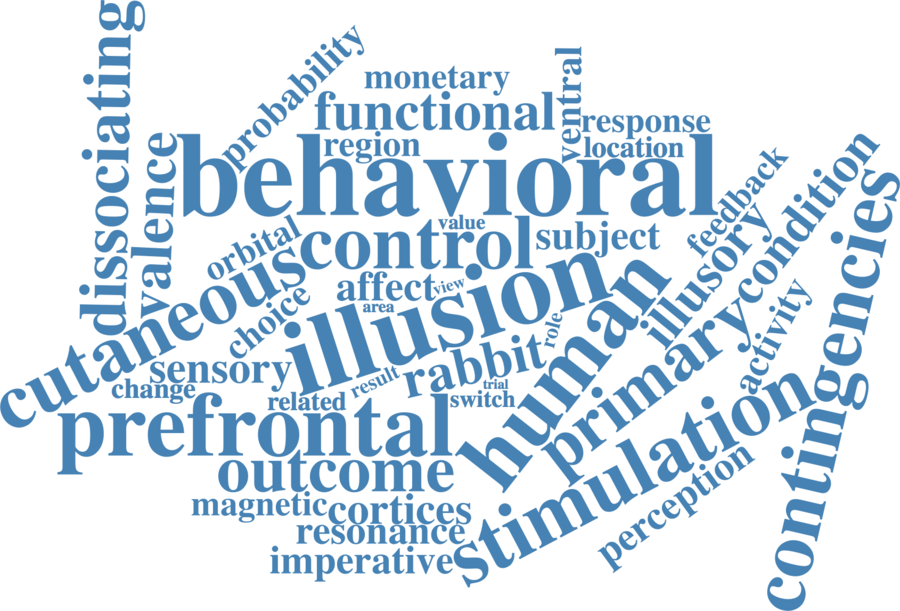 dissociating
probability
monetary
functional
ventral
response
region
location
valence
behavioral
feedback
condition
orbital
value
control
subject
illusory
contingencies
cutaneous
affect
view
area
illusion
human
choice
role
primary
activity
sensory
change
result
rabbit
trial
related
switch
prefrontal
stimulation
outcome
perception
magnetic
cortices
resonance
imperative